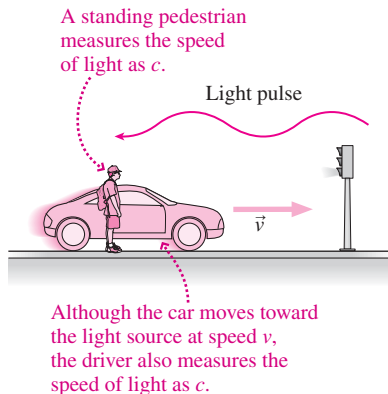 A standing pedestrian
measures the speed
of light as c.
Light pulse
v⃗
Although the car moves toward
the light source at speed v,
the driver also measures the
speed of light as c.